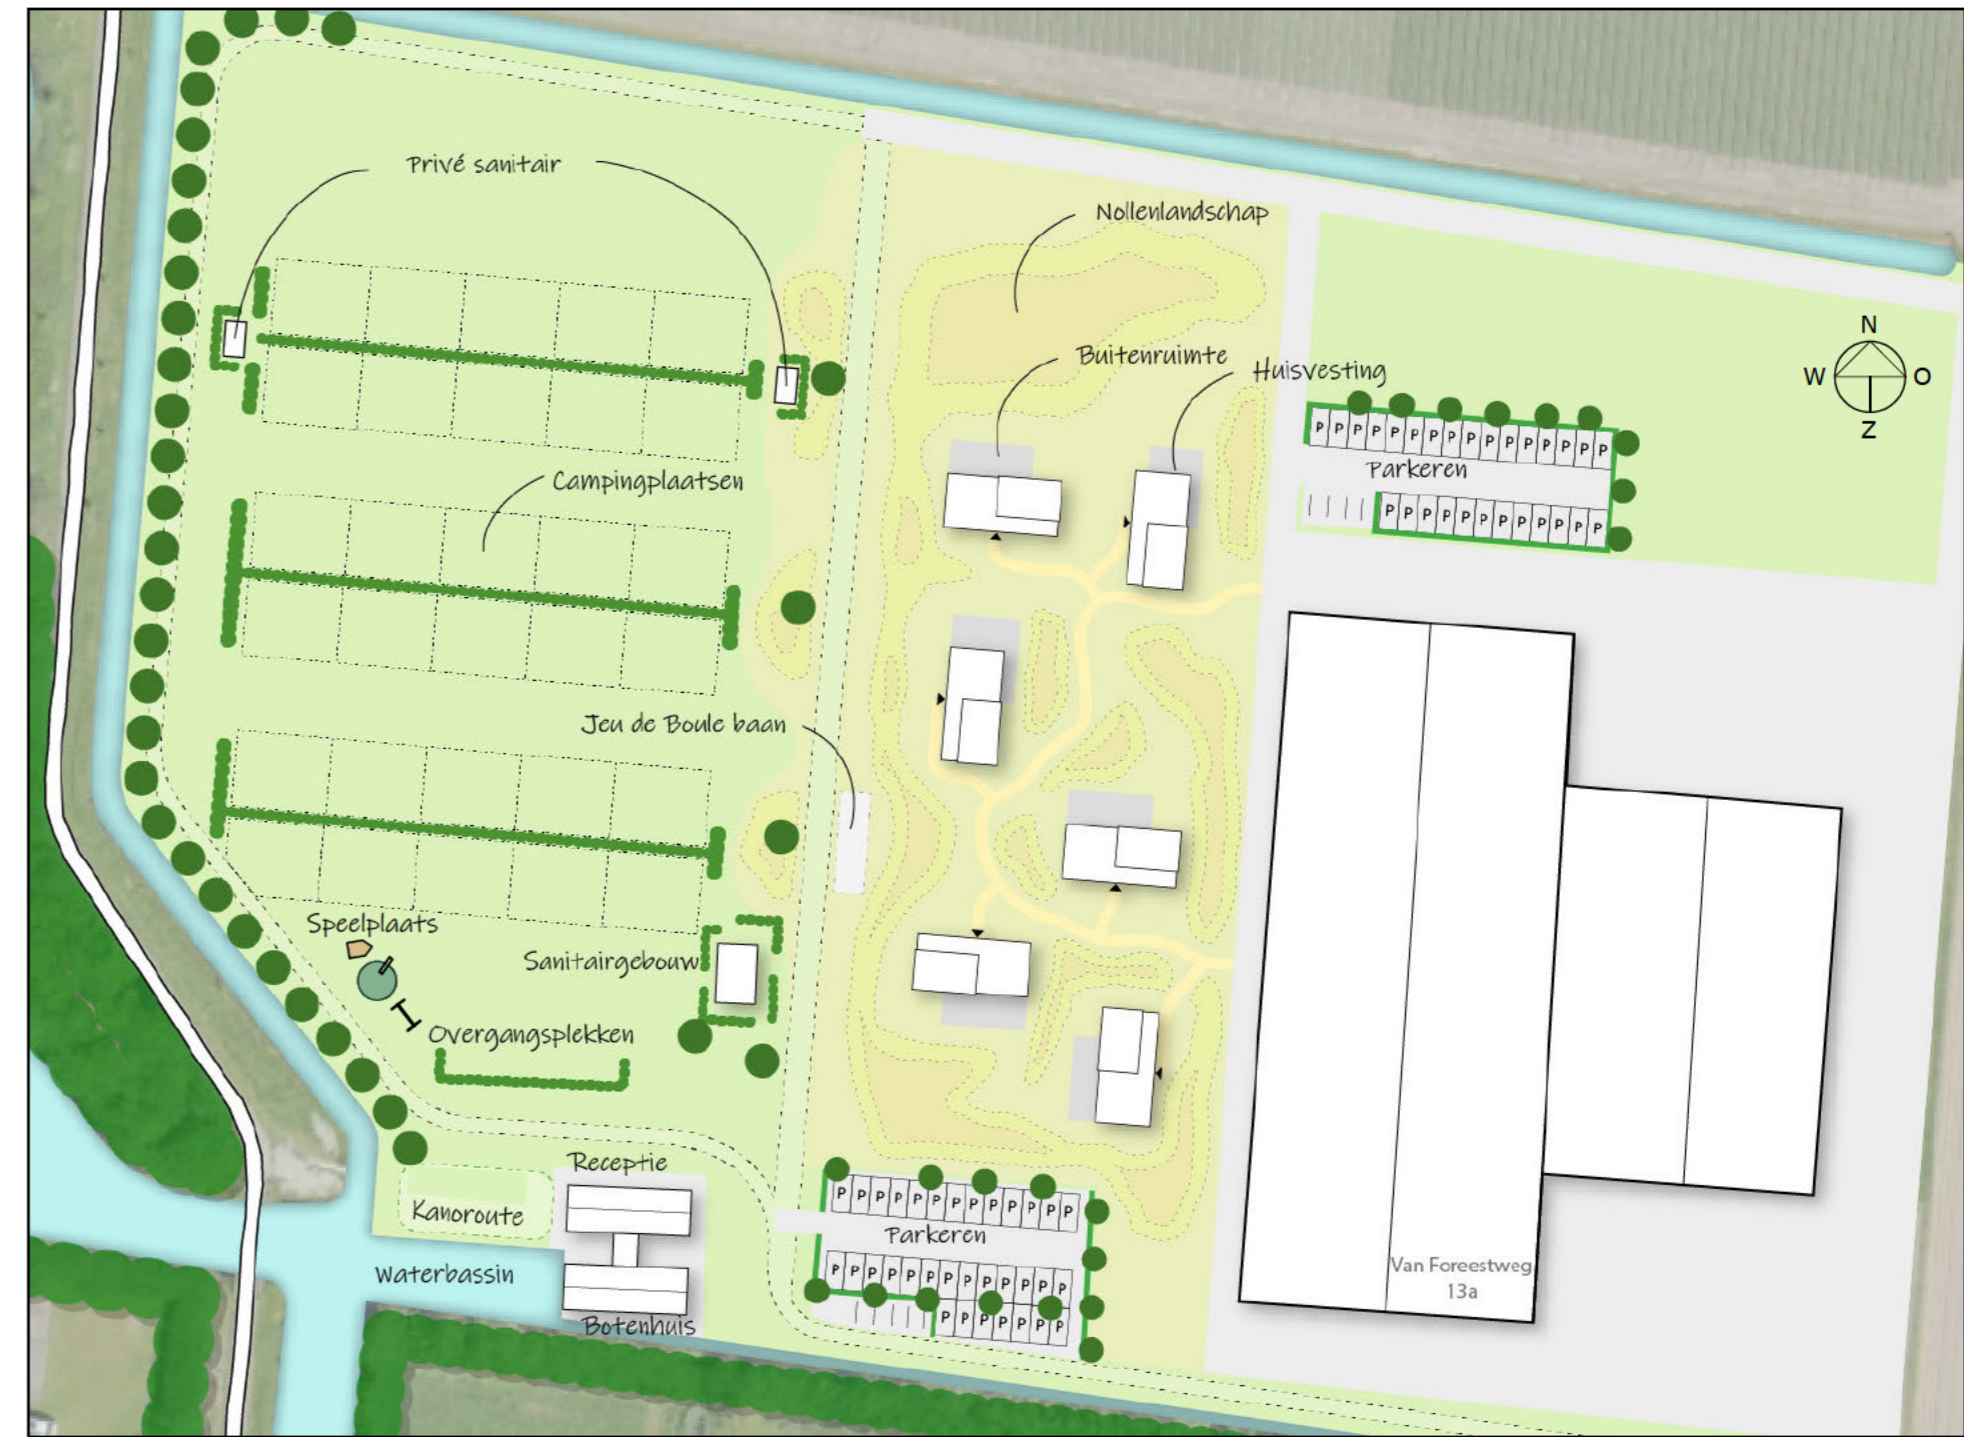 Privé sanitair
Nollenlandschap
N
W O
Z
Buitenruimte
Huisvesting
P P P P P P P P P P P P P P P P
Parkeren
P P P P P P P P P P P P
Campingplaatsen
Jeu de Boule baan
Speelplaats
Sanitairgebouw
Overgangsplekken
Receptie
Kanoroute
Waterbassin
Botenhuis
P P P P P P P P P P P P P
Parkeren
P P P P P P P P P P P P P
P P P P P P P
Van Foreestweg
13a